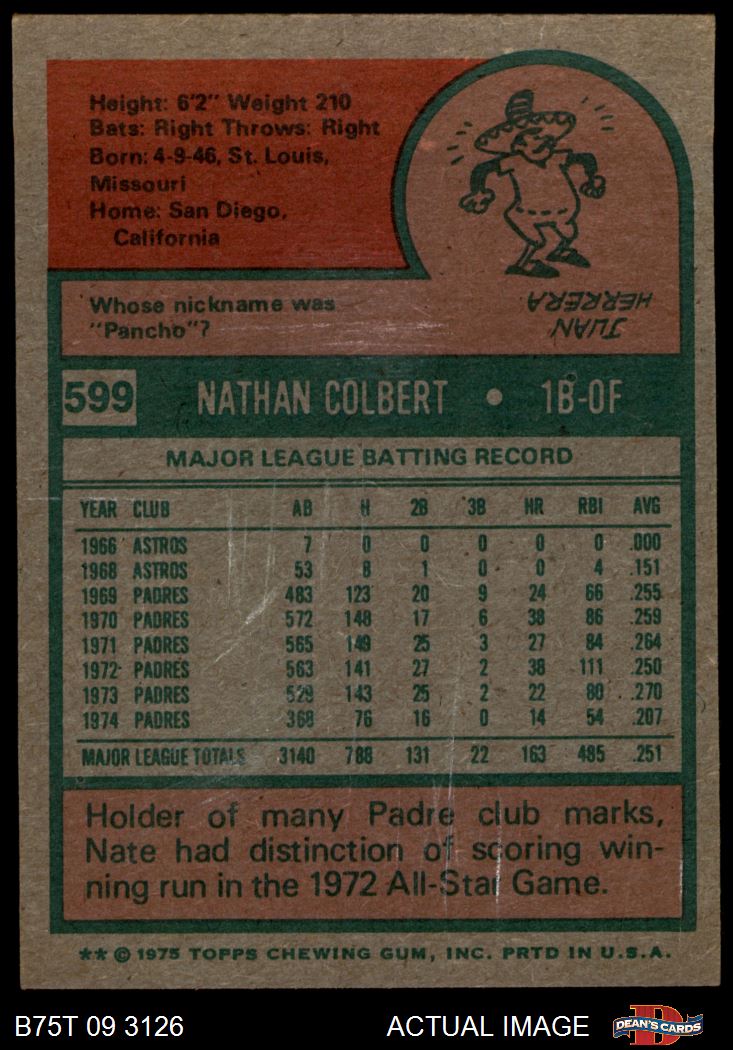 Height: 6'2" Weight 210
Bats: Right Throws: Right
Born: 4-9-46, St. Louis,
Missouri
Home: San Diego,
California
Whose nickname was
"Pancho"?
JUAN
HERRERA
599 NATHAN COLBERT • 1B-OF
MAJOR LEAGUE BATTING RECORD
YEAR CLUB AB H 2B 3B HR RBI AVG
1966 ASTROS 7 0 0 0 0 0 .000
1968 ASTROS 53 8 1 0 0 4 .151
1969 PADRES 483 123 20 9 24 66 .255
1970 PADRES 572 148 17 6 38 86 .259
1971 PADRES 565 149 25 3 27 84 .264
1972 PADRES 563 141 27 2 38 111 .250
1973 PADRES 529 143 25 2 22 80 .270
1974 PADRES 368 76 16 0 14 54 .207
MAJOR LEAGUE TOTALS 3140 788 131 22 163 485 .251
Holder of many Padre club marks,
Nate had distinction of scoring win-
ning run in the 1972 All-Star Game.
** © 1975 TOPPS CHEWING GUM, INC. PRTD IN U.S.A.
B75T 09 3126 ACTUAL IMAGE D DEAN'S CARDS